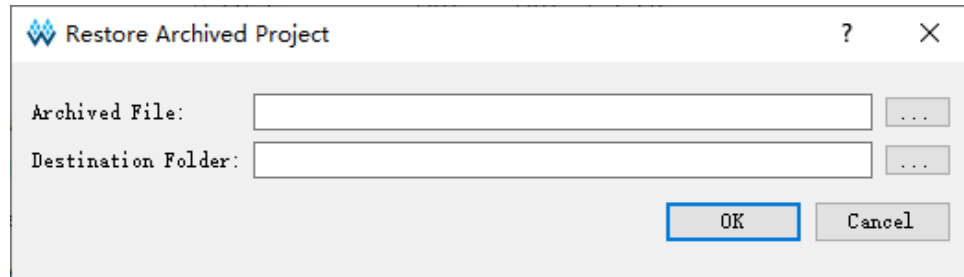 Restore Archived Project ?
Archived File: ...
Destination Folder: ...
OK Cancel